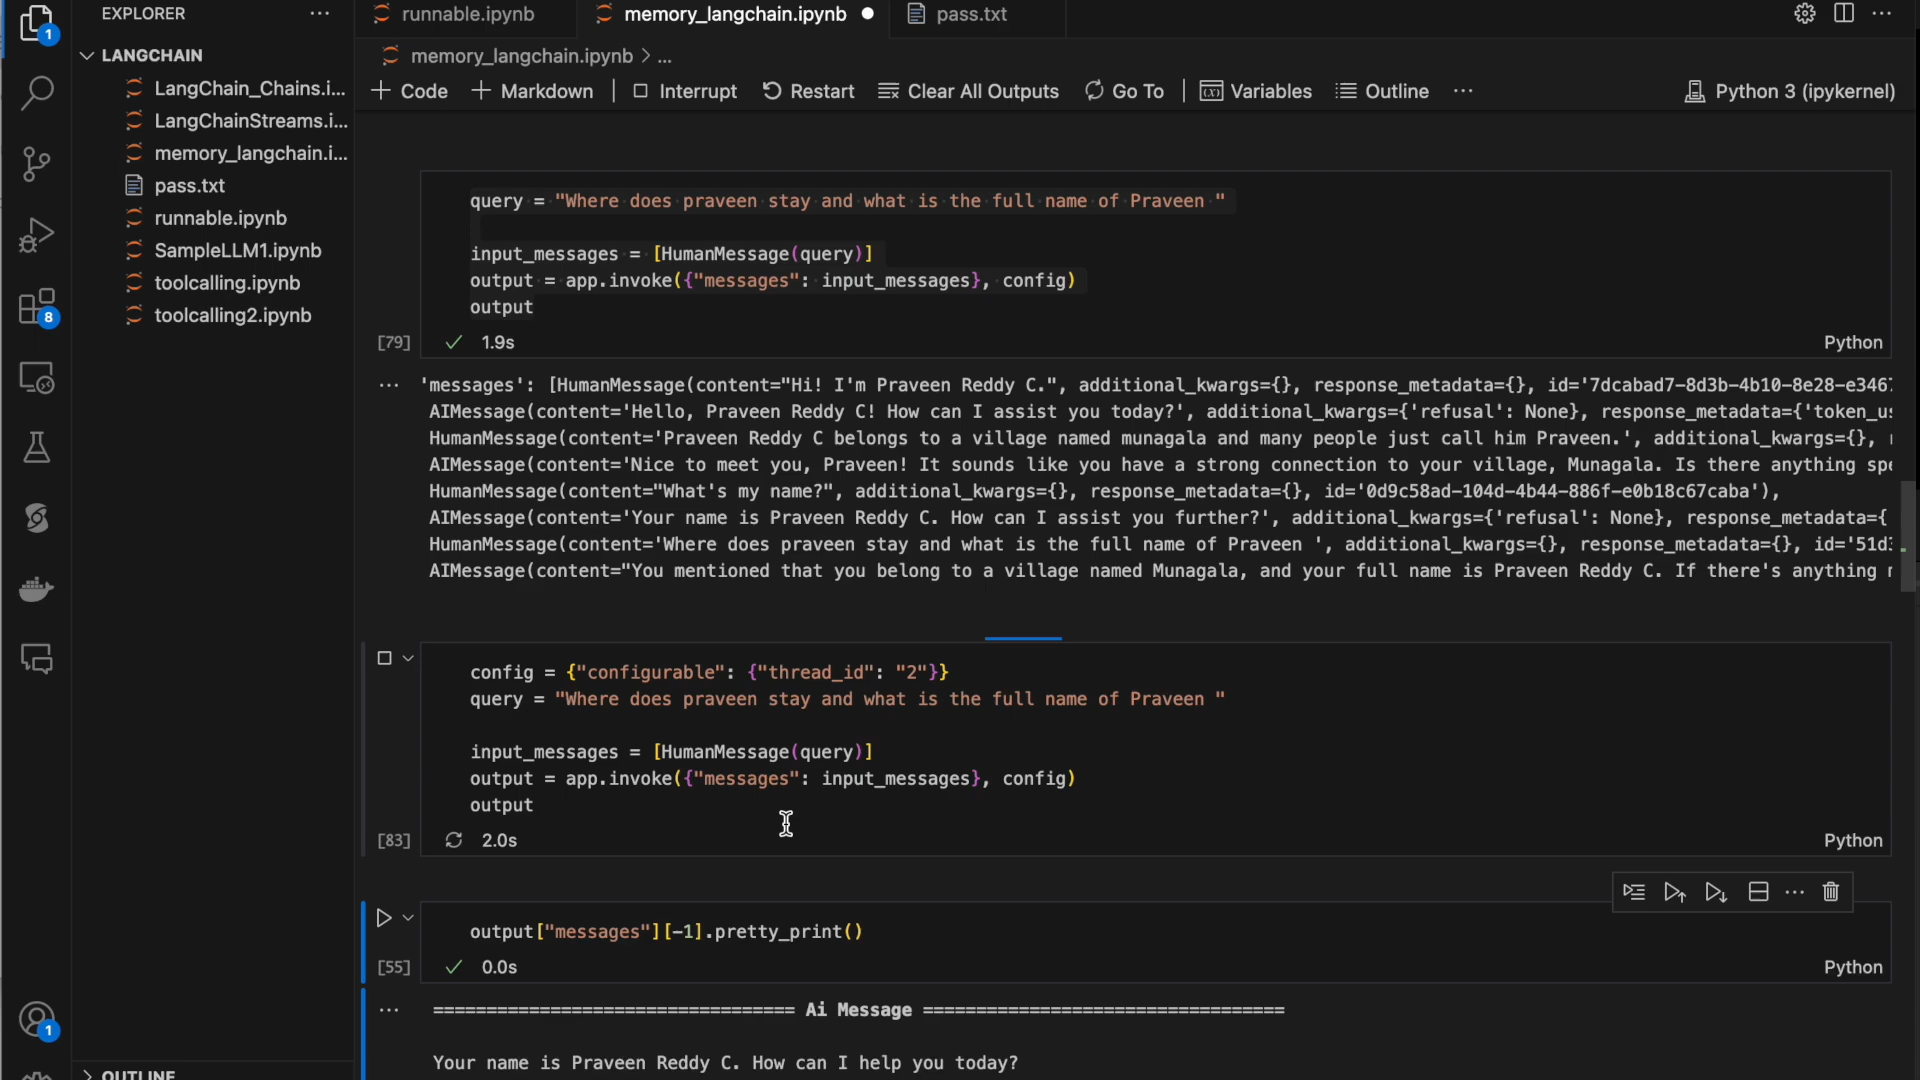 EXPLORER
LANGCHAIN
LangChain_Chains.i...
LangChainStreams.i...
memory_langchain.i...
pass.txt
runnable.ipynb
SampleLLM1.ipynb
toolcalling.ipynb
toolcalling2.ipynb
OUTLINE
1
8
1
runnable.ipynb memory_langchain.ipynb pass.txt
memory_langchain.ipynb > ...
+ Code + Markdown Interrupt Restart Clear All Outputs Go To Variables Outline ... Python 3 (ipykernel)
query = "Where does praveen stay and what is the full name of Praveen "
input_messages = [HumanMessage(query)]
output = app.invoke({"messages": input_messages}, config)
output
[79] 1.9s Python
... 'messages': [HumanMessage(content="Hi! I'm Praveen Reddy C.", additional_kwargs={}, response_metadata={}, id='7dcabad7-8d3b-4b10-8e28-e3467
AIMessage(content='Hello, Praveen Reddy C! How can I assist you today?', additional_kwargs={'refusal': None}, response_metadata={'token_us
HumanMessage(content='Praveen Reddy C belongs to a village named munagala and many people just call him Praveen.', additional_kwargs={},
AIMessage(content='Nice to meet you, Praveen! It sounds like you have a strong connection to your village, Munagala. Is there anything spe
HumanMessage(content="What's my name?", additional_kwargs={}, response_metadata={}, id='0d9c58ad-104d-4b44-886f-e0b18c67caba'),
AIMessage(content='Your name is Praveen Reddy C. How can I assist you further?', additional_kwargs={'refusal': None}, response_metadata={
HumanMessage(content='Where does praveen stay and what is the full name of Praveen ', additional_kwargs={}, response_metadata={}, id='51d3
AIMessage(content="You mentioned that you belong to a village named Munagala, and your full name is Praveen Reddy C. If there's anything
config = {"configurable": {"thread_id": "2"}}
query = "Where does praveen stay and what is the full name of Praveen "
input_messages = [HumanMessage(query)]
output = app.invoke({"messages": input_messages}, config)
output
[83] 2.0s Python
output["messages"][-1].pretty_print()
[55] 0.0s Python
... ================================== Ai Message ==================================
Your name is Praveen Reddy C. How can I help you today?